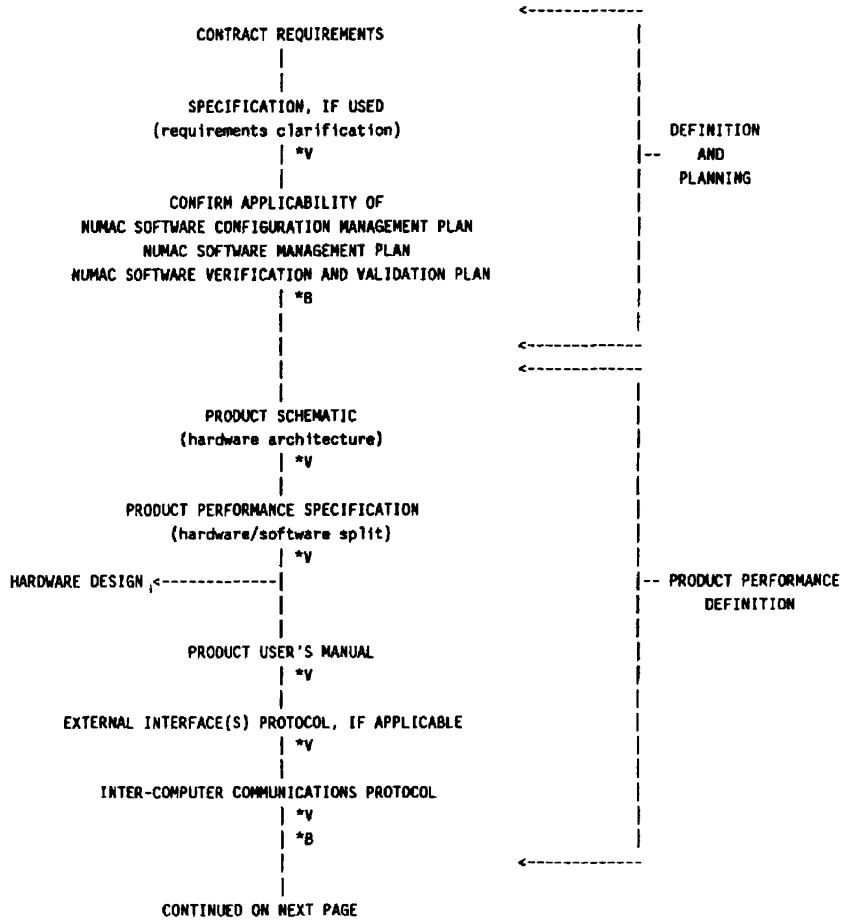 CONTRACT REQUIREMENTS
SPECIFICATION, IF USED
(requirements clarification)
*V
DEFINITION
AND
PLANNING
CONFIRM APPLICABILITY OF
NUMAC SOFTWARE CONFIGURATION MANAGEMENT PLAN
NUMAC SOFTWARE MANAGEMENT PLAN
NUMAC SOFTWARE VERIFICATION AND VALIDATION PLAN
*B
PRODUCT SCHEMATIC
(hardware architecture)
*V
PRODUCT PERFORMANCE SPECIFICATION
(hardware/software split)
*V
HARDWARE DESIGN
PRODUCT PERFORMANCE
DEFINITION
PRODUCT USER'S MANUAL
*V
EXTERNAL INTERFACE(S) PROTOCOL, IF APPLICABLE
*V
INTER-COMPUTER COMMUNICATIONS PROTOCOL
*V
*B
CONTINUED ON NEXT PAGE